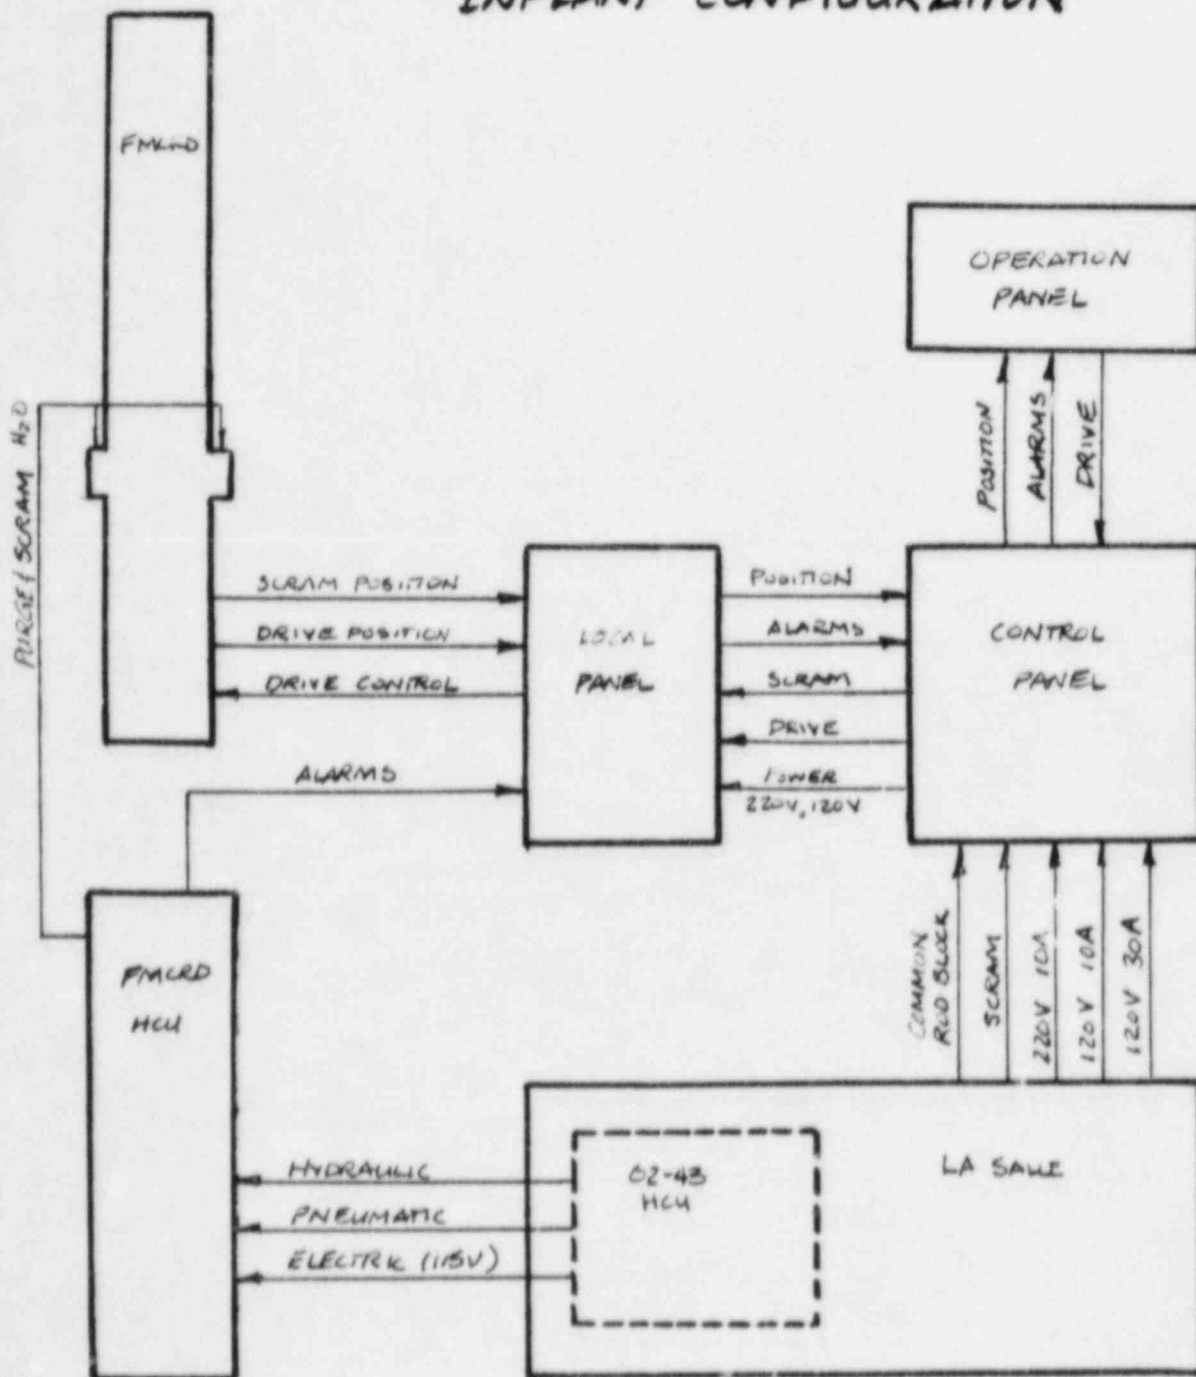 INPLANT CONFIGURATION
FMCRD
OPERATION
PANEL
PURGE & SCRAM H₂O
POSITION
ALARMS
DRIVE
SCRAM POSITION
DRIVE POSITION
DRIVE CONTROL
ALARMS
LOCAL
PANEL
POSITION
ALARMS
SCRAM
DRIVE
POWER
220V, 120V
CONTROL
PANEL
COMMON
ROD BLOCK
SCRAM
220V 10A
120V 10A
120V 30A
FMCRD
HCU
HYDRAULIC
PNEUMATIC
ELECTRIC (115V)
02-43
HCU
LA SALLE